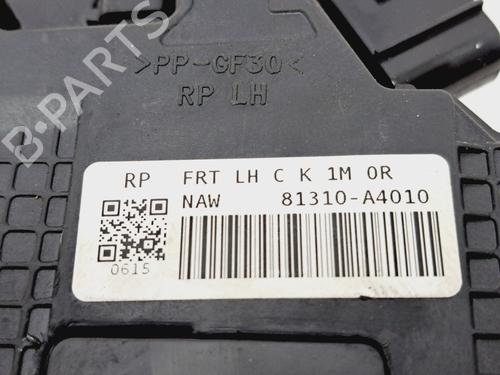 >PP-GF30<
RP LH
B-PARTS
RP FRT LH C K 1M 0R
NAW 81310-A4010
0615